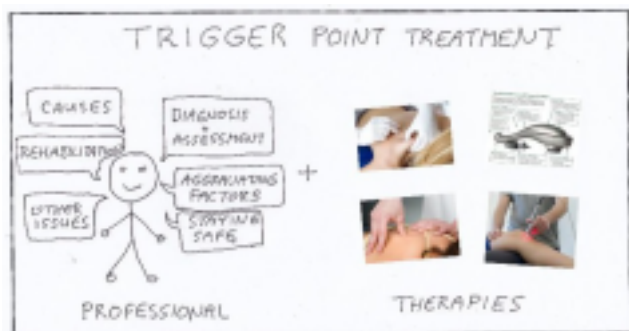 TRIGGER POINT TREATMENT
CAUSES
REHABILITATION
OTHER
ISSUES
DIAGNOSIS
+
ASSESSMENT
AGGRAVATING
FACTORS
STAYING
SAFE
+
PROFESSIONAL
THERAPIES